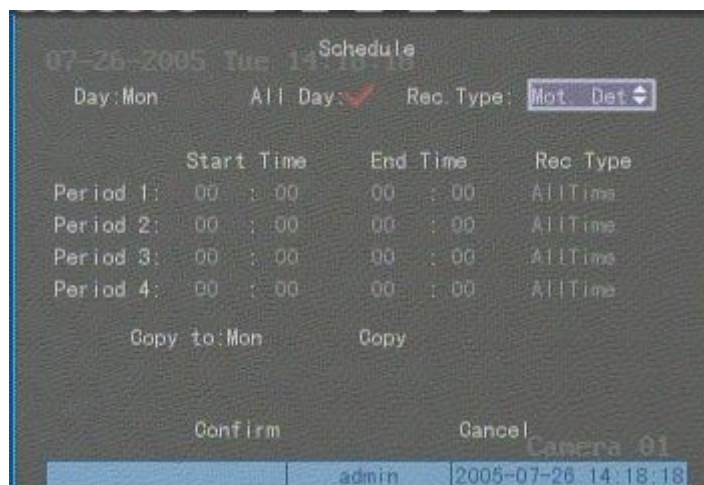 Schedule
07-26-2005 Tue 14:18:18
Day:Mon All Day: Rec.Type: Mot. Det
Start Time End Time Rec Type
Period 1: 00 : 00 00 : 00 AllTime
Period 2: 00 : 00 00 : 00 AllTime
Period 3: 00 : 00 00 : 00 AllTime
Period 4: 00 : 00 00 : 00 AllTime
Copy to:Mon Copy
Confirm Cancel
Camera 01
admin 2005-07-26 14:18:18